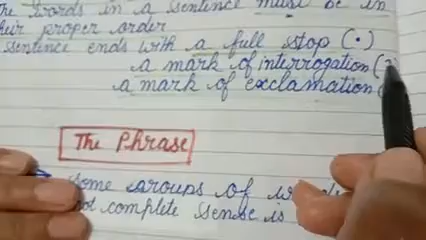 The words in a sentence must be in
their proper order
sentence ends with a full stop (.)
a mark of interrogation (?)
a mark of exclamation (
The Phrase
Some groups of
not complete sense is